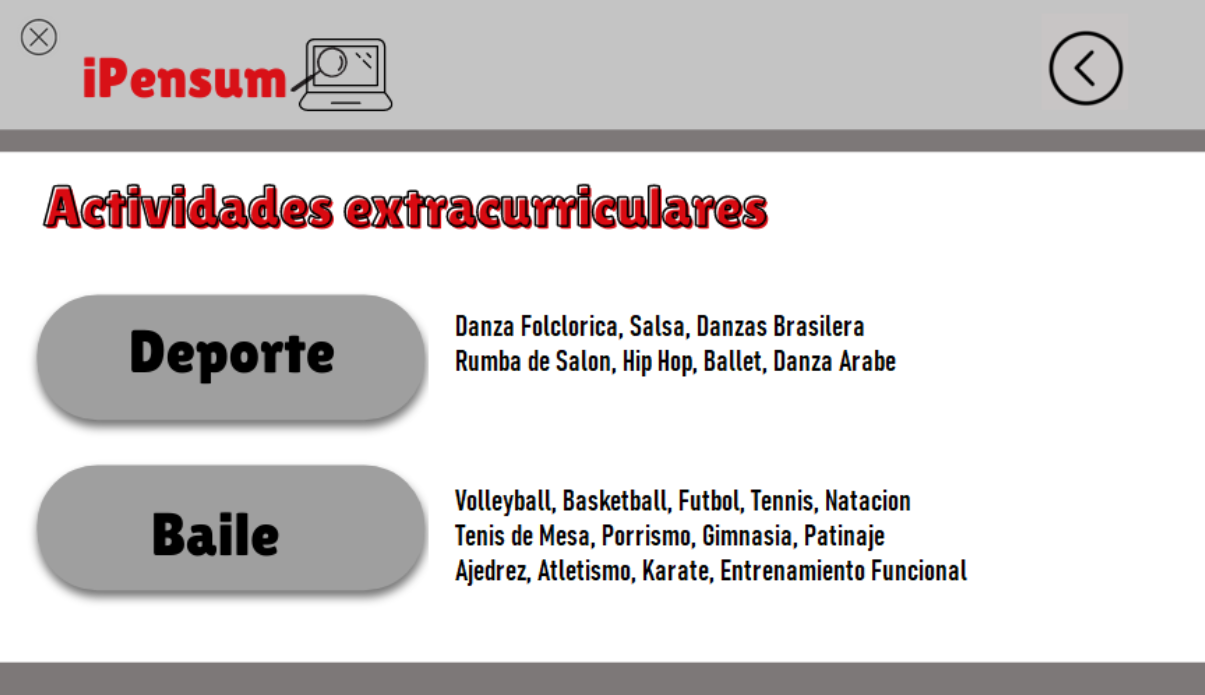 iPensum
Actividades extracurriculares
Deporte
Danza Folclorica, Salsa, Danzas Brasilera
Rumba de Salon, Hip Hop, Ballet, Danza Arabe
Baile
Volleyball, Basketball, Futbol, Tennis, Natacion
Tenis de Mesa, Porrismo, Gimnasia, Patinaje
Ajedrez, Atletismo, Karate, Entrenamiento Funcional